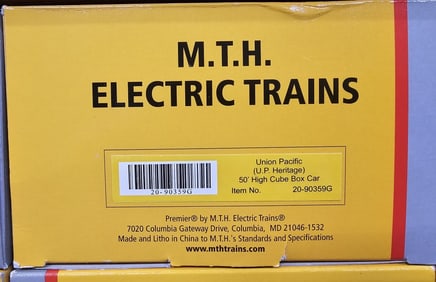 M.T.H.
ELECTRIC TRAINS
Union Pacific
(U.P. Heritage)
50' High Cube Box Car
Item No. 20-90359G
20-90359G
Premier® by M.T.H. Electric Trains®
7020 Columbia Gateway Drive, Columbia, MD 21046-1532
Made and Litho in China to M.T.H.'s Standards and Specifications
www.mthtrains.com